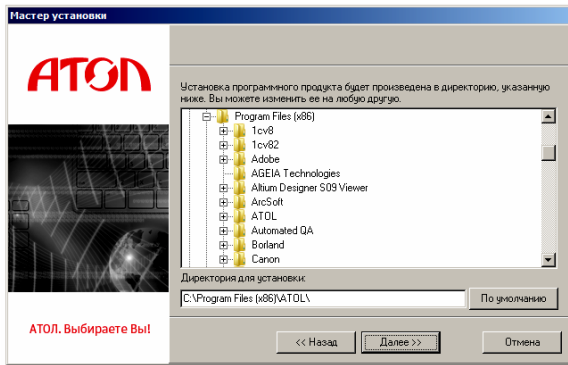 Мастер установки
АТОЛ
Установка программного продукта будет произведена в директорию, указанную
ниже. Вы можете изменить ее на любую другую.
Program Files (x86)
1cv8
1cv82
Adobe
AGEIA Technologies
Altium Designer S09 Viewer
ArcSoft
ATOL
Automated QA
Borland
Canon
Директория для установки:
C:\Program Files (x86)\ATOL\
По умолчанию
АТОЛ. Выбираете Вы!
<< Назад
Далее >>
Отмена